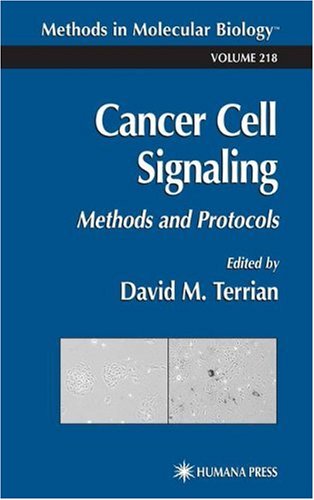 Methods in Molecular Biology™
VOLUME 218
Cancer Cell
Signaling
Methods and Protocols
Edited by
David M. Terrian
HUMANA PRESS